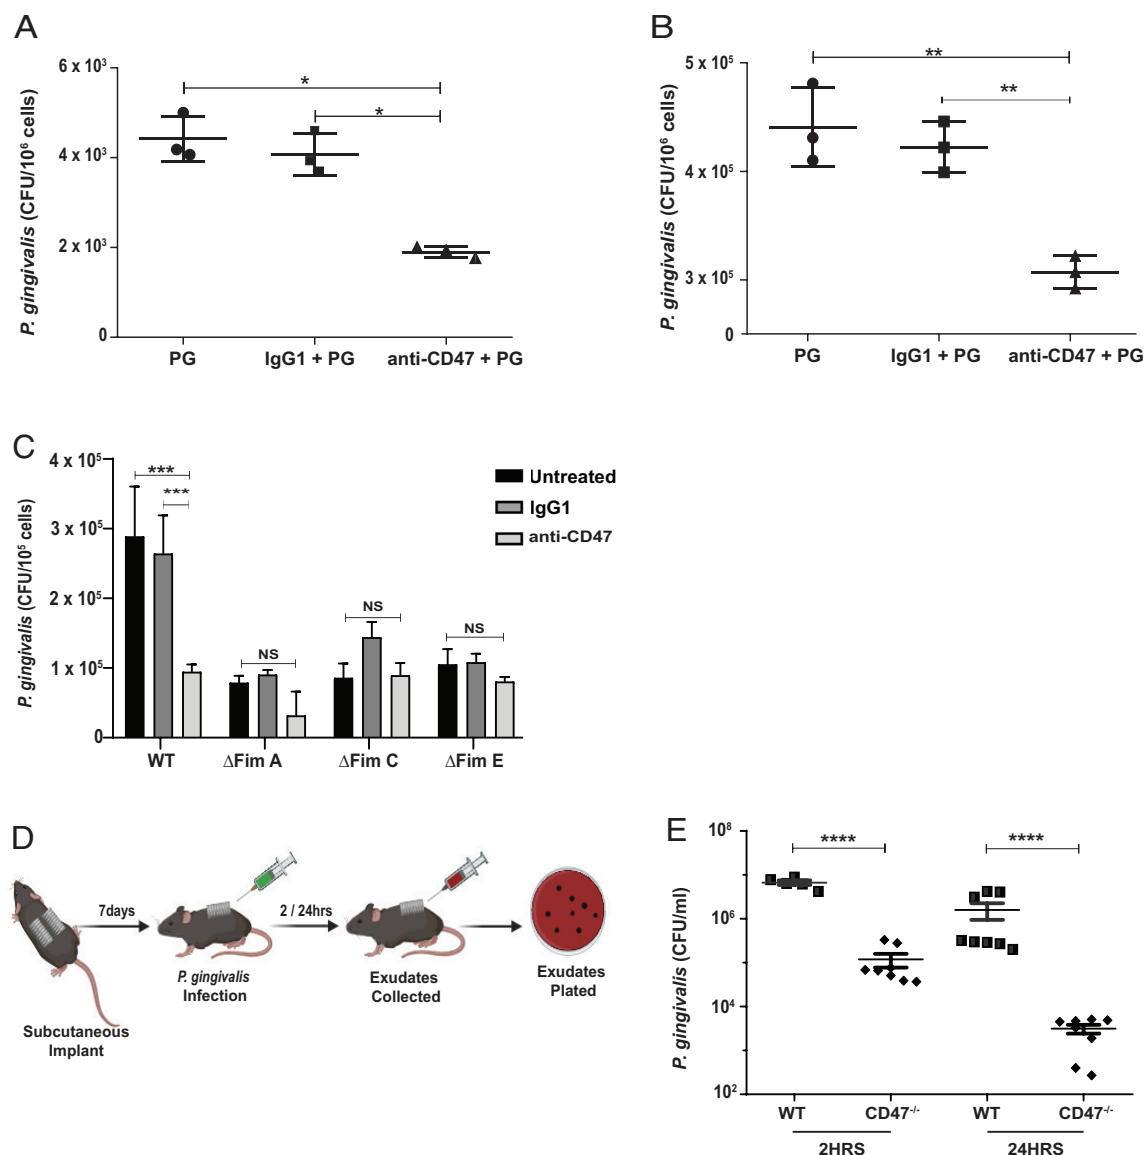 A
P. gingivalis (CFU/10⁶ cells)
6 x 10³
4 x 10³
2 x 10³
0
*
*
PG
IgG1 + PG
anti-CD47 + PG
B
P. gingivalis (CFU/10⁶ cells)
5 x 10⁵
4 x 10⁵
3 x 10⁵
0
**
**
PG
IgG1 + PG
anti-CD47 + PG
C
P. gingivalis (CFU/10⁵ cells)
4 x 10⁵
3 x 10⁵
2 x 10⁵
1 x 10⁵
0
***
***
NS
NS
NS
Untreated
IgG1
anti-CD47
WT
ΔFim A
ΔFim C
ΔFim E
D
7days
2 / 24hrs
Subcutaneous
Implant
P. gingivalis
Infection
Exudates
Collected
Exudates
Plated
E
P. gingivalis (CFU/ml)
10⁸
10⁶
10⁴
10²
****
****
WT
CD47⁻/⁻
WT
CD47⁻/⁻
2HRS
24HRS